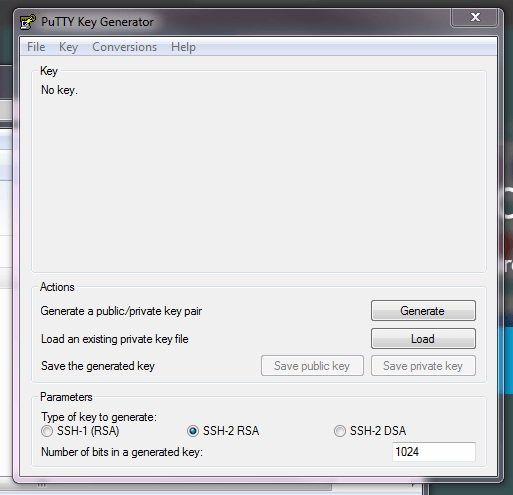 PuTTY Key Generator
File Key Conversions Help
Key
No key.
Actions
Generate a public/private key pair
Generate
Load an existing private key file
Load
Save the generated key
Save public key
Save private key
Parameters
Type of key to generate:
SSH-1 (RSA)
SSH-2 RSA
SSH-2 DSA
Number of bits in a generated key:
1024